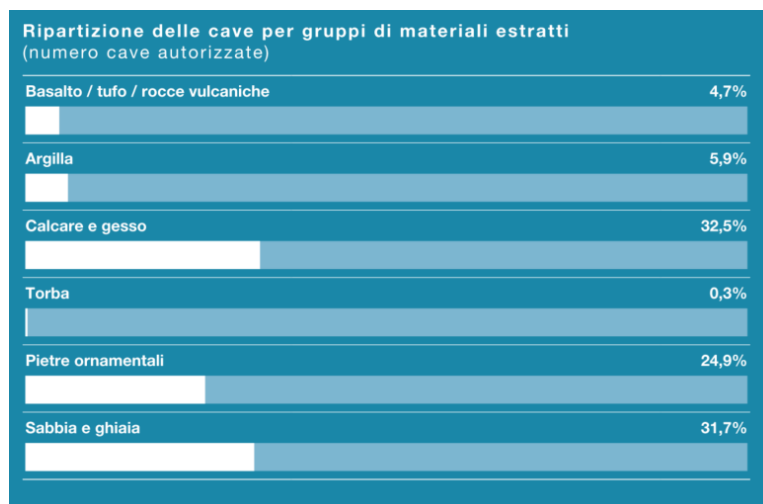 Ripartizione delle cave per gruppi di materiali estratti
(numero cave autorizzate)
Basalto / tufo / rocce vulcaniche 4,7%
Argilla 5,9%
Calcare e gesso 32,5%
Torba 0,3%
Pietre ornamentali 24,9%
Sabbia e ghiaia 31,7%